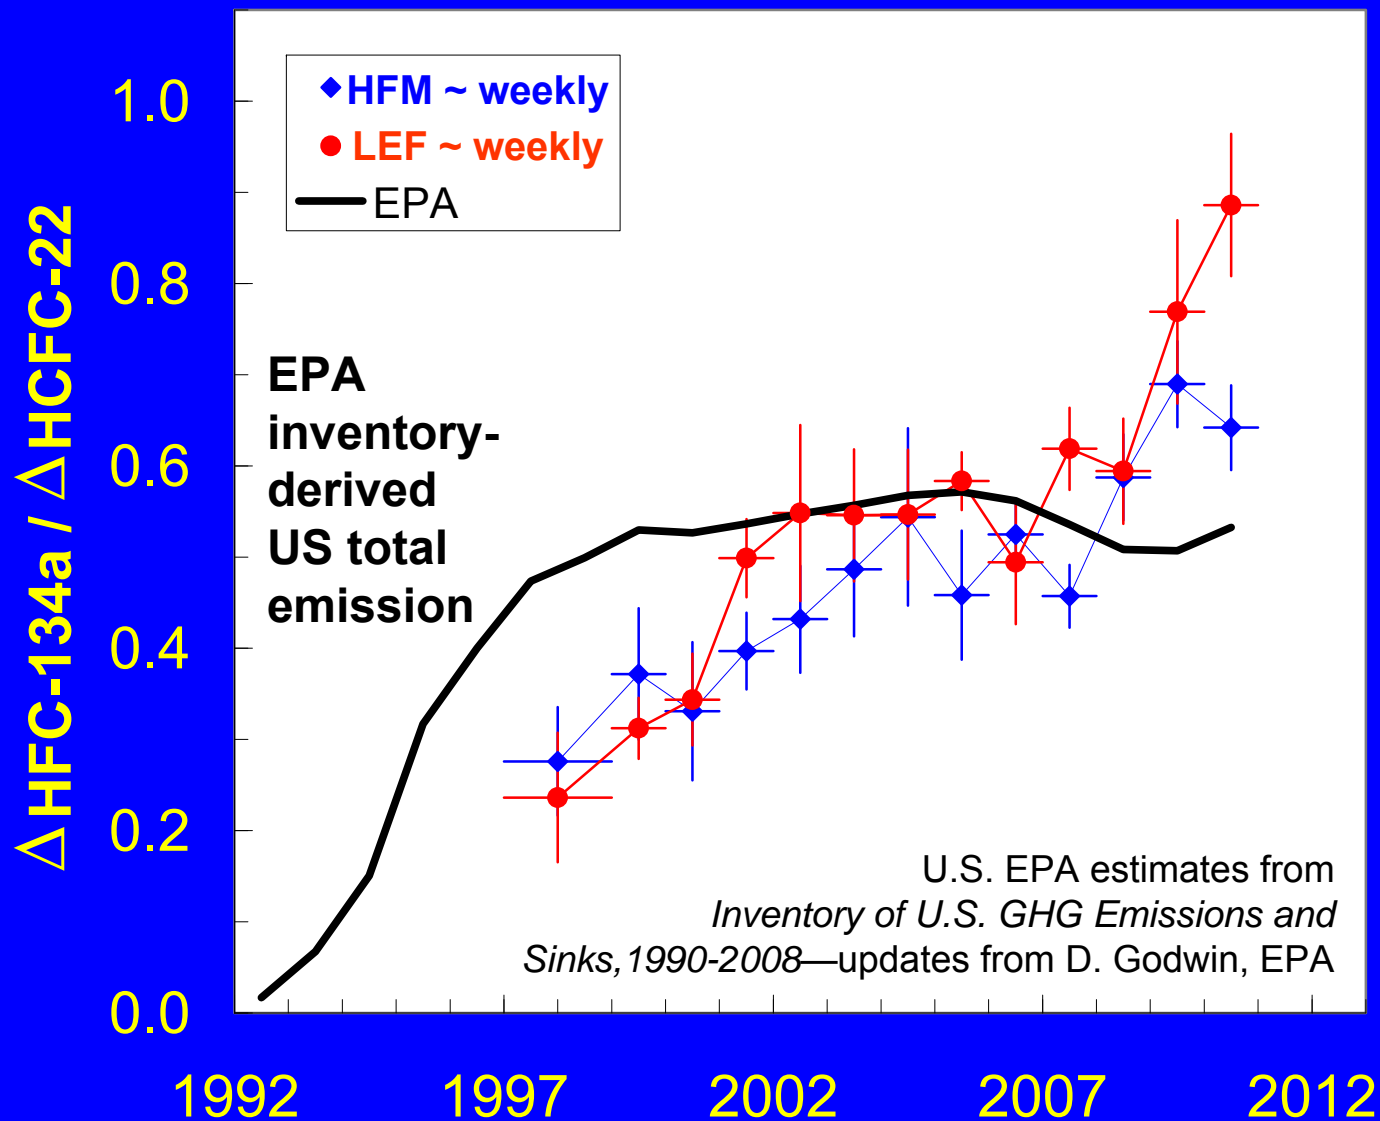 ΔHFC-134a / ΔHCFC-22
1.0
0.8
0.6
0.4
0.2
0.0
HFM ~ weekly
LEF ~ weekly
EPA
EPA
inventory-
derived
US total
emission
U.S. EPA estimates from
Inventory of U.S. GHG Emissions and
Sinks,1990-2008—updates from D. Godwin, EPA
1992 1997 2002 2007 2012